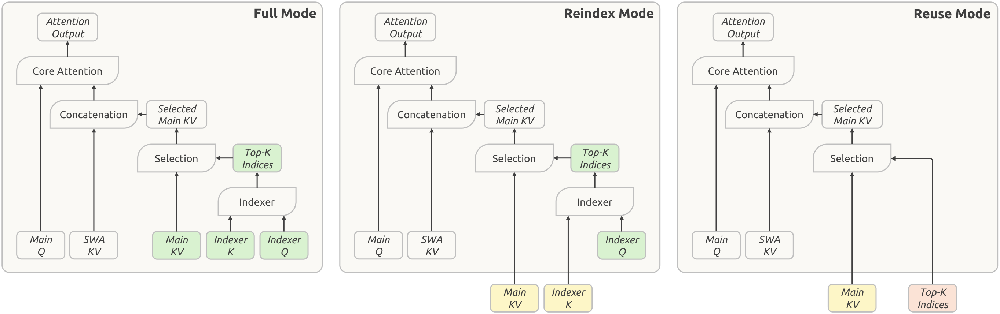 Full Mode
Attention
Output
Core Attention
Concatenation
Selected
Main KV
Selection
Top-K
Indices
Indexer
Main
Q
SWA
KV
Main
KV
Indexer
K
Indexer
Q
Reindex Mode
Attention
Output
Core Attention
Concatenation
Selected
Main KV
Selection
Top-K
Indices
Indexer
Main
Q
SWA
KV
Indexer
Q
Main
KV
Indexer
K
Reuse Mode
Attention
Output
Core Attention
Concatenation
Selected
Main KV
Selection
Main
Q
SWA
KV
Main
KV
Top-K
Indices